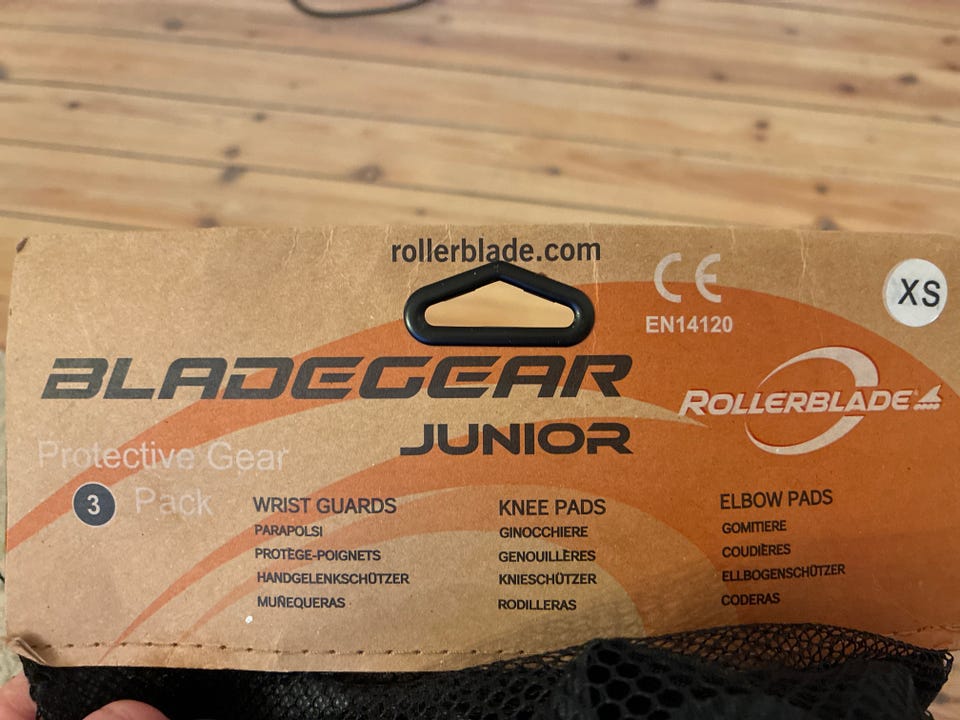 rollerblade.com
CE
EN14120
XS
BLADEGEAR
JUNIOR
ROLLERBLADE
Protective Gear
3 Pack
WRIST GUARDS
PARAPOLSI
PROTÈGE-POIGNETS
HANDGELENKSCHÜTZER
MUÑEQUERAS
KNEE PADS
GINOCCHIERE
GENOUILLÈRES
KNIESCHÜTZER
RODILLERAS
ELBOW PADS
GOMITIERE
COUDIÈRES
ELLBOGENSCHÜTZER
CODERAS